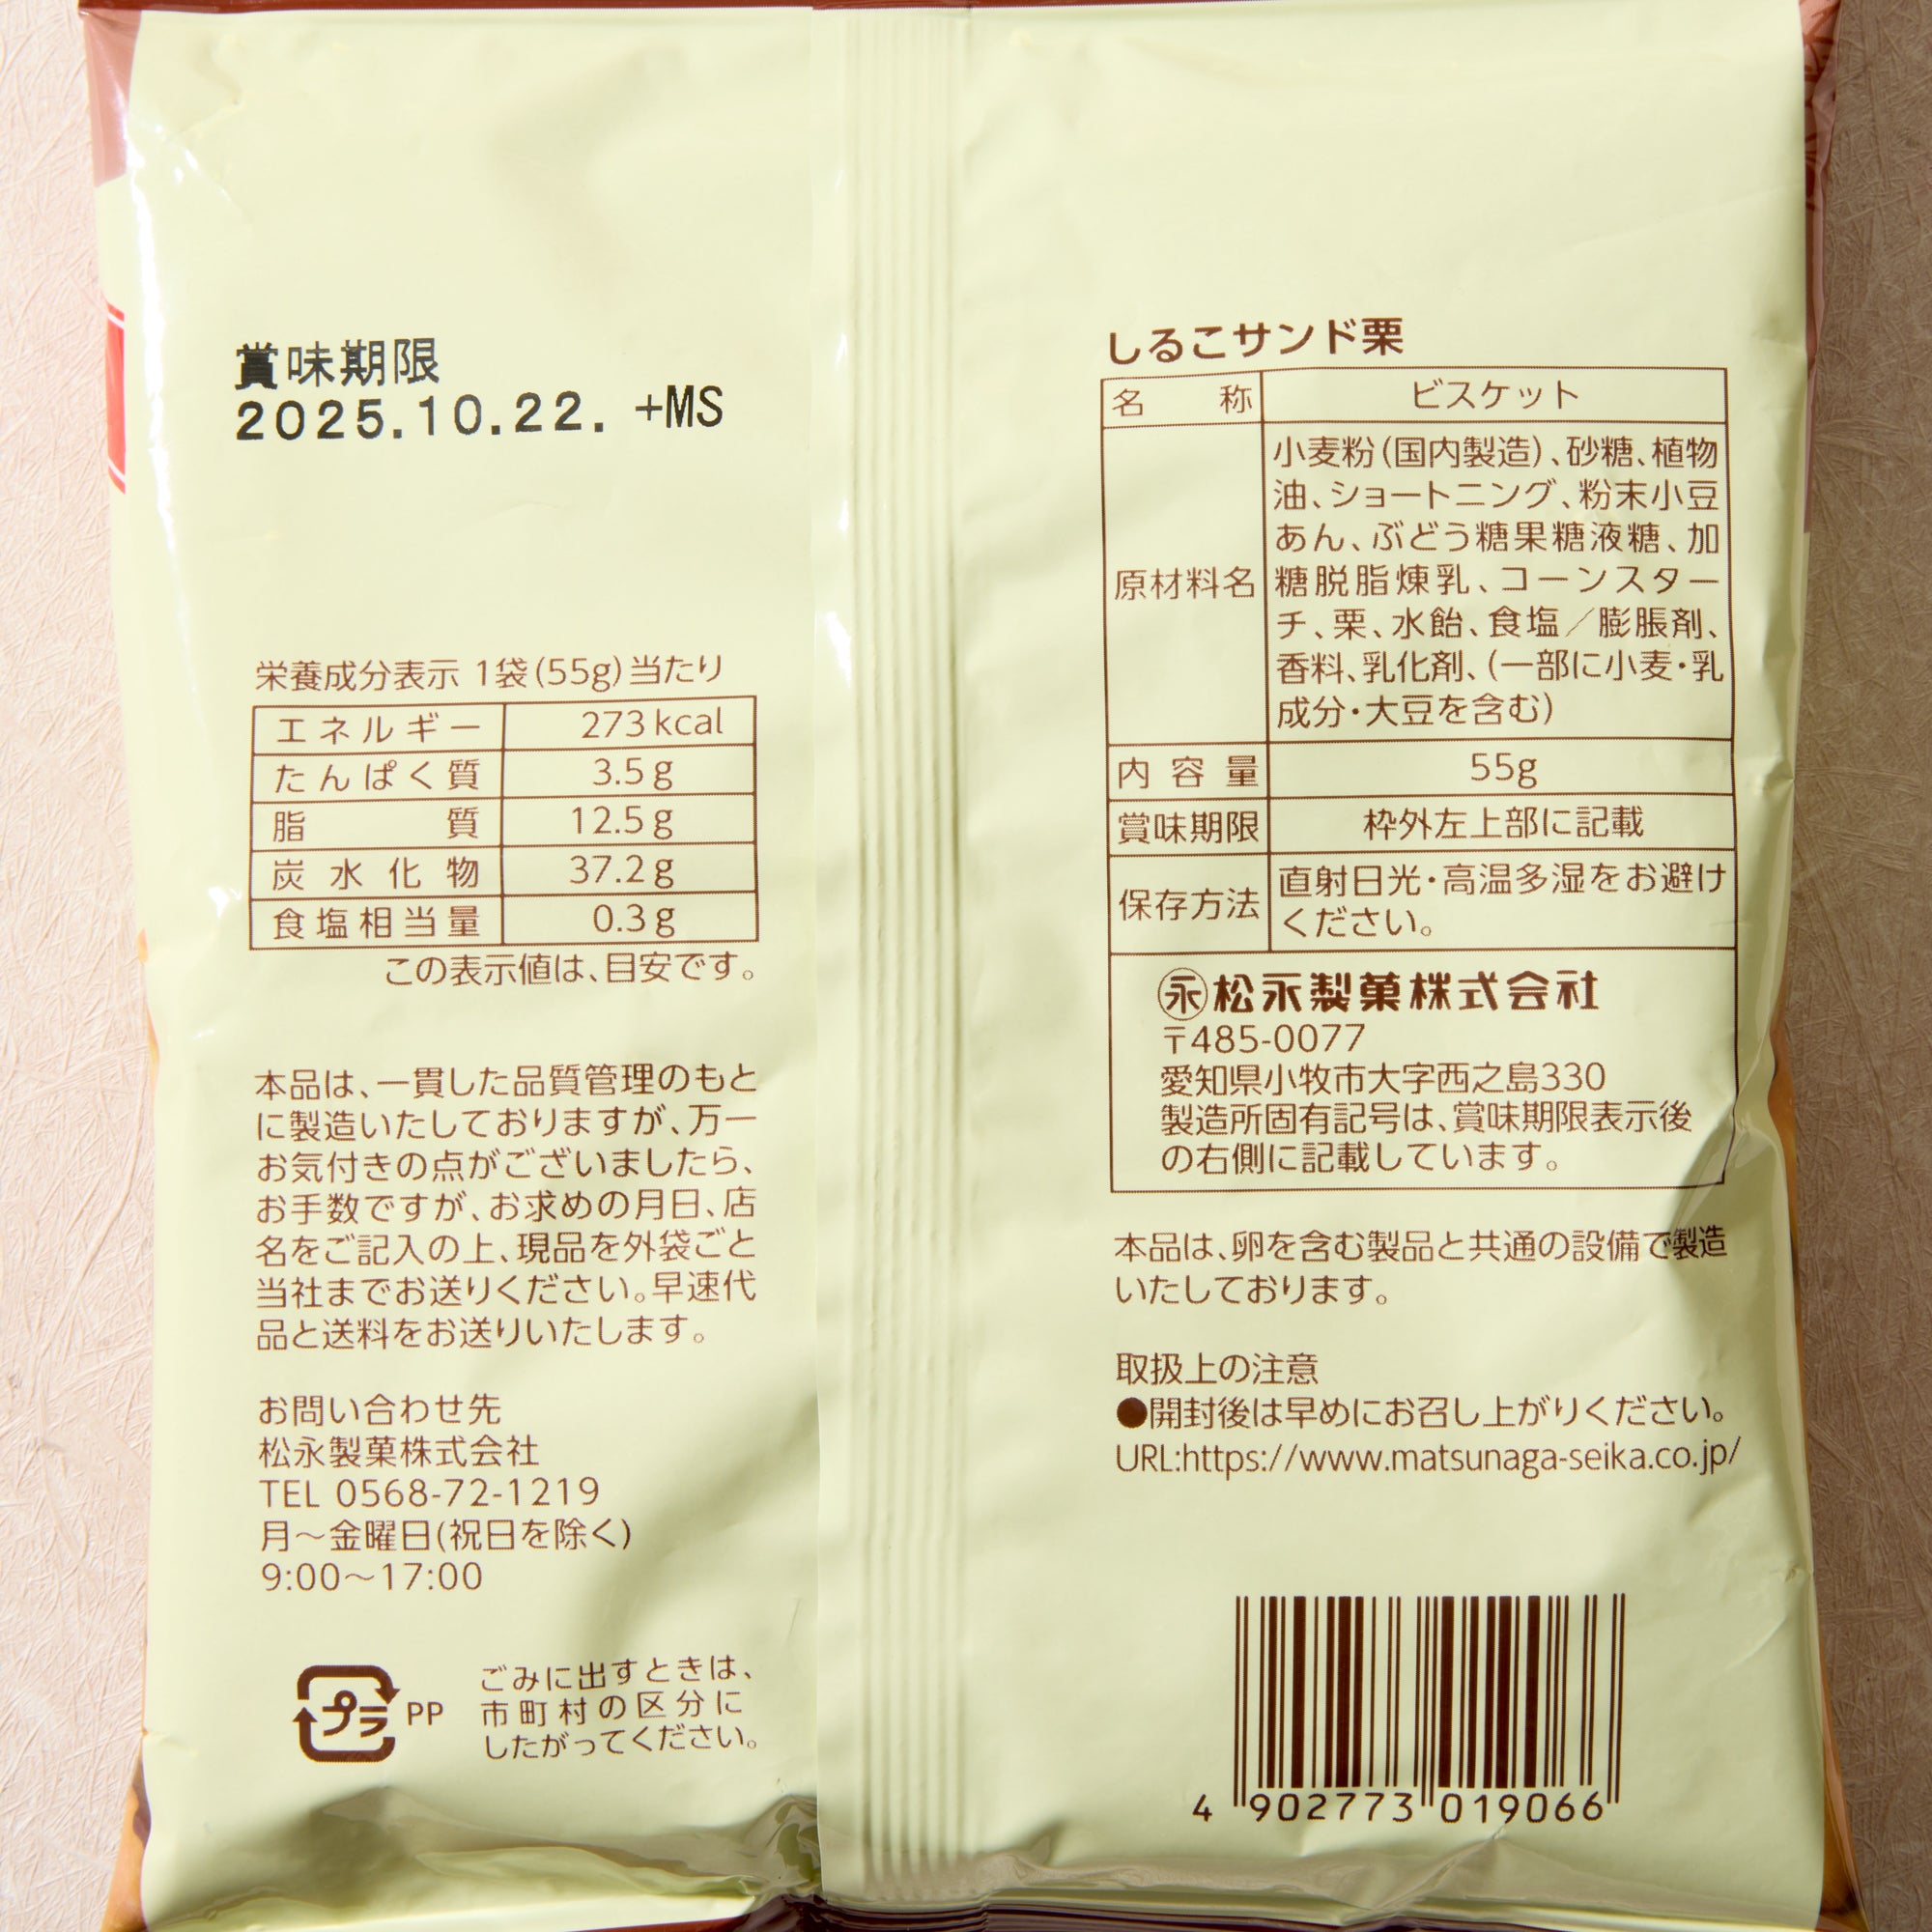 賞味期限
2025.10.22. +MS
栄養成分表示 1袋(55g)当たり
エネルギー 273kcal
たんぱく質 3.5g
脂質 12.5g
炭水化物 37.2g
食塩相当量 0.3g
この表示値は、目安です。
本品は、一貫した品質管理のもと
に製造いたしておりますが、万一
お気付きの点がございましたら、
お手数ですが、お求めの月日、店
名をご記入の上、現品を外袋ごと
当社までお送りください。早速代
品と送料をお送りいたします。
お問い合わせ先
松永製菓株式会社
TEL 0568-72-1219
月～金曜日(祝日を除く)
9:00～17:00
プラ PP
ごみに出すときは、
市町村の区分に
したがってください。
しるこサンド栗
名称 ビスケット
原材料名
小麦粉(国内製造)、砂糖、植物
油、ショートニング、粉末小豆
あん、ぶどう糖果糖液糖、加
糖脱脂煉乳、コーンスター
チ、栗、水飴、食塩／膨脹剤、
香料、乳化剤、(一部に小麦・乳
成分・大豆を含む)
内容量 55g
賞味期限 枠外左上部に記載
保存方法 直射日光・高温多湿をお避け
ください。
永 松永製菓株式会社
〒485-0077
愛知県小牧市大字西之島330
製造所固有記号は、賞味期限表示後
の右側に記載しています。
本品は、卵を含む製品と共通の設備で製造
いたしております。
取扱上の注意
●開封後は早めにお召し上がりください。
URL:https://www.matsunaga-seika.co.jp/
4 902773 019066